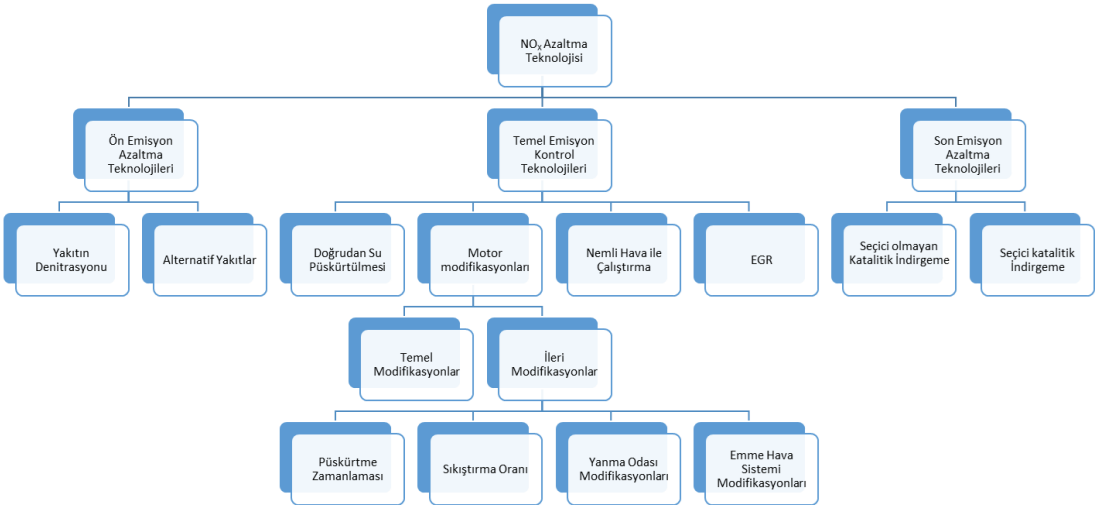 NOₓ Azaltma
Teknolojisi
Ön Emisyon
Azaltma
Teknolojileri
Temel Emisyon
Kontrol
Teknolojileri
Son Emisyon
Azaltma
Teknolojileri
Yakıtın
Denitrasyonu
Alternatif Yakıtlar
Doğrudan Su
Püskürtülmesi
Motor
modifikasyonları
Nemli Hava ile
Çalıştırma
EGR
Seçici olmayan
Katalitik İndirgeme
Seçici katalitik
İndirgeme
Temel
Modifikasyonlar
İleri
Modifikasyonlar
Püskürtme
Zamanlaması
Sıkıştırma Oranı
Yanma Odası
Modifikasyonları
Emme Hava
Sistemi
Modifikasyonları